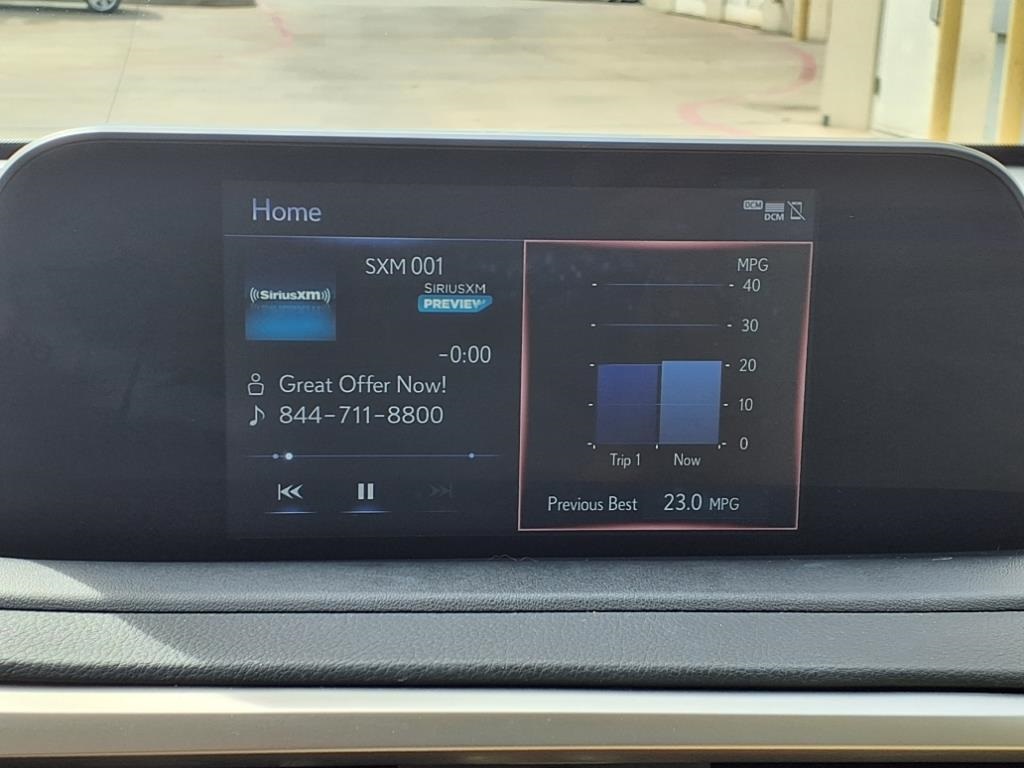 Home
DCM
DCM
SXM 001
((SiriusXM))
SIRIUSXM
PREVIEW
-0:00
Great Offer Now!
844-711-8800
MPG
40
30
20
10
0
Trip 1
Now
Previous Best 23.0 MPG